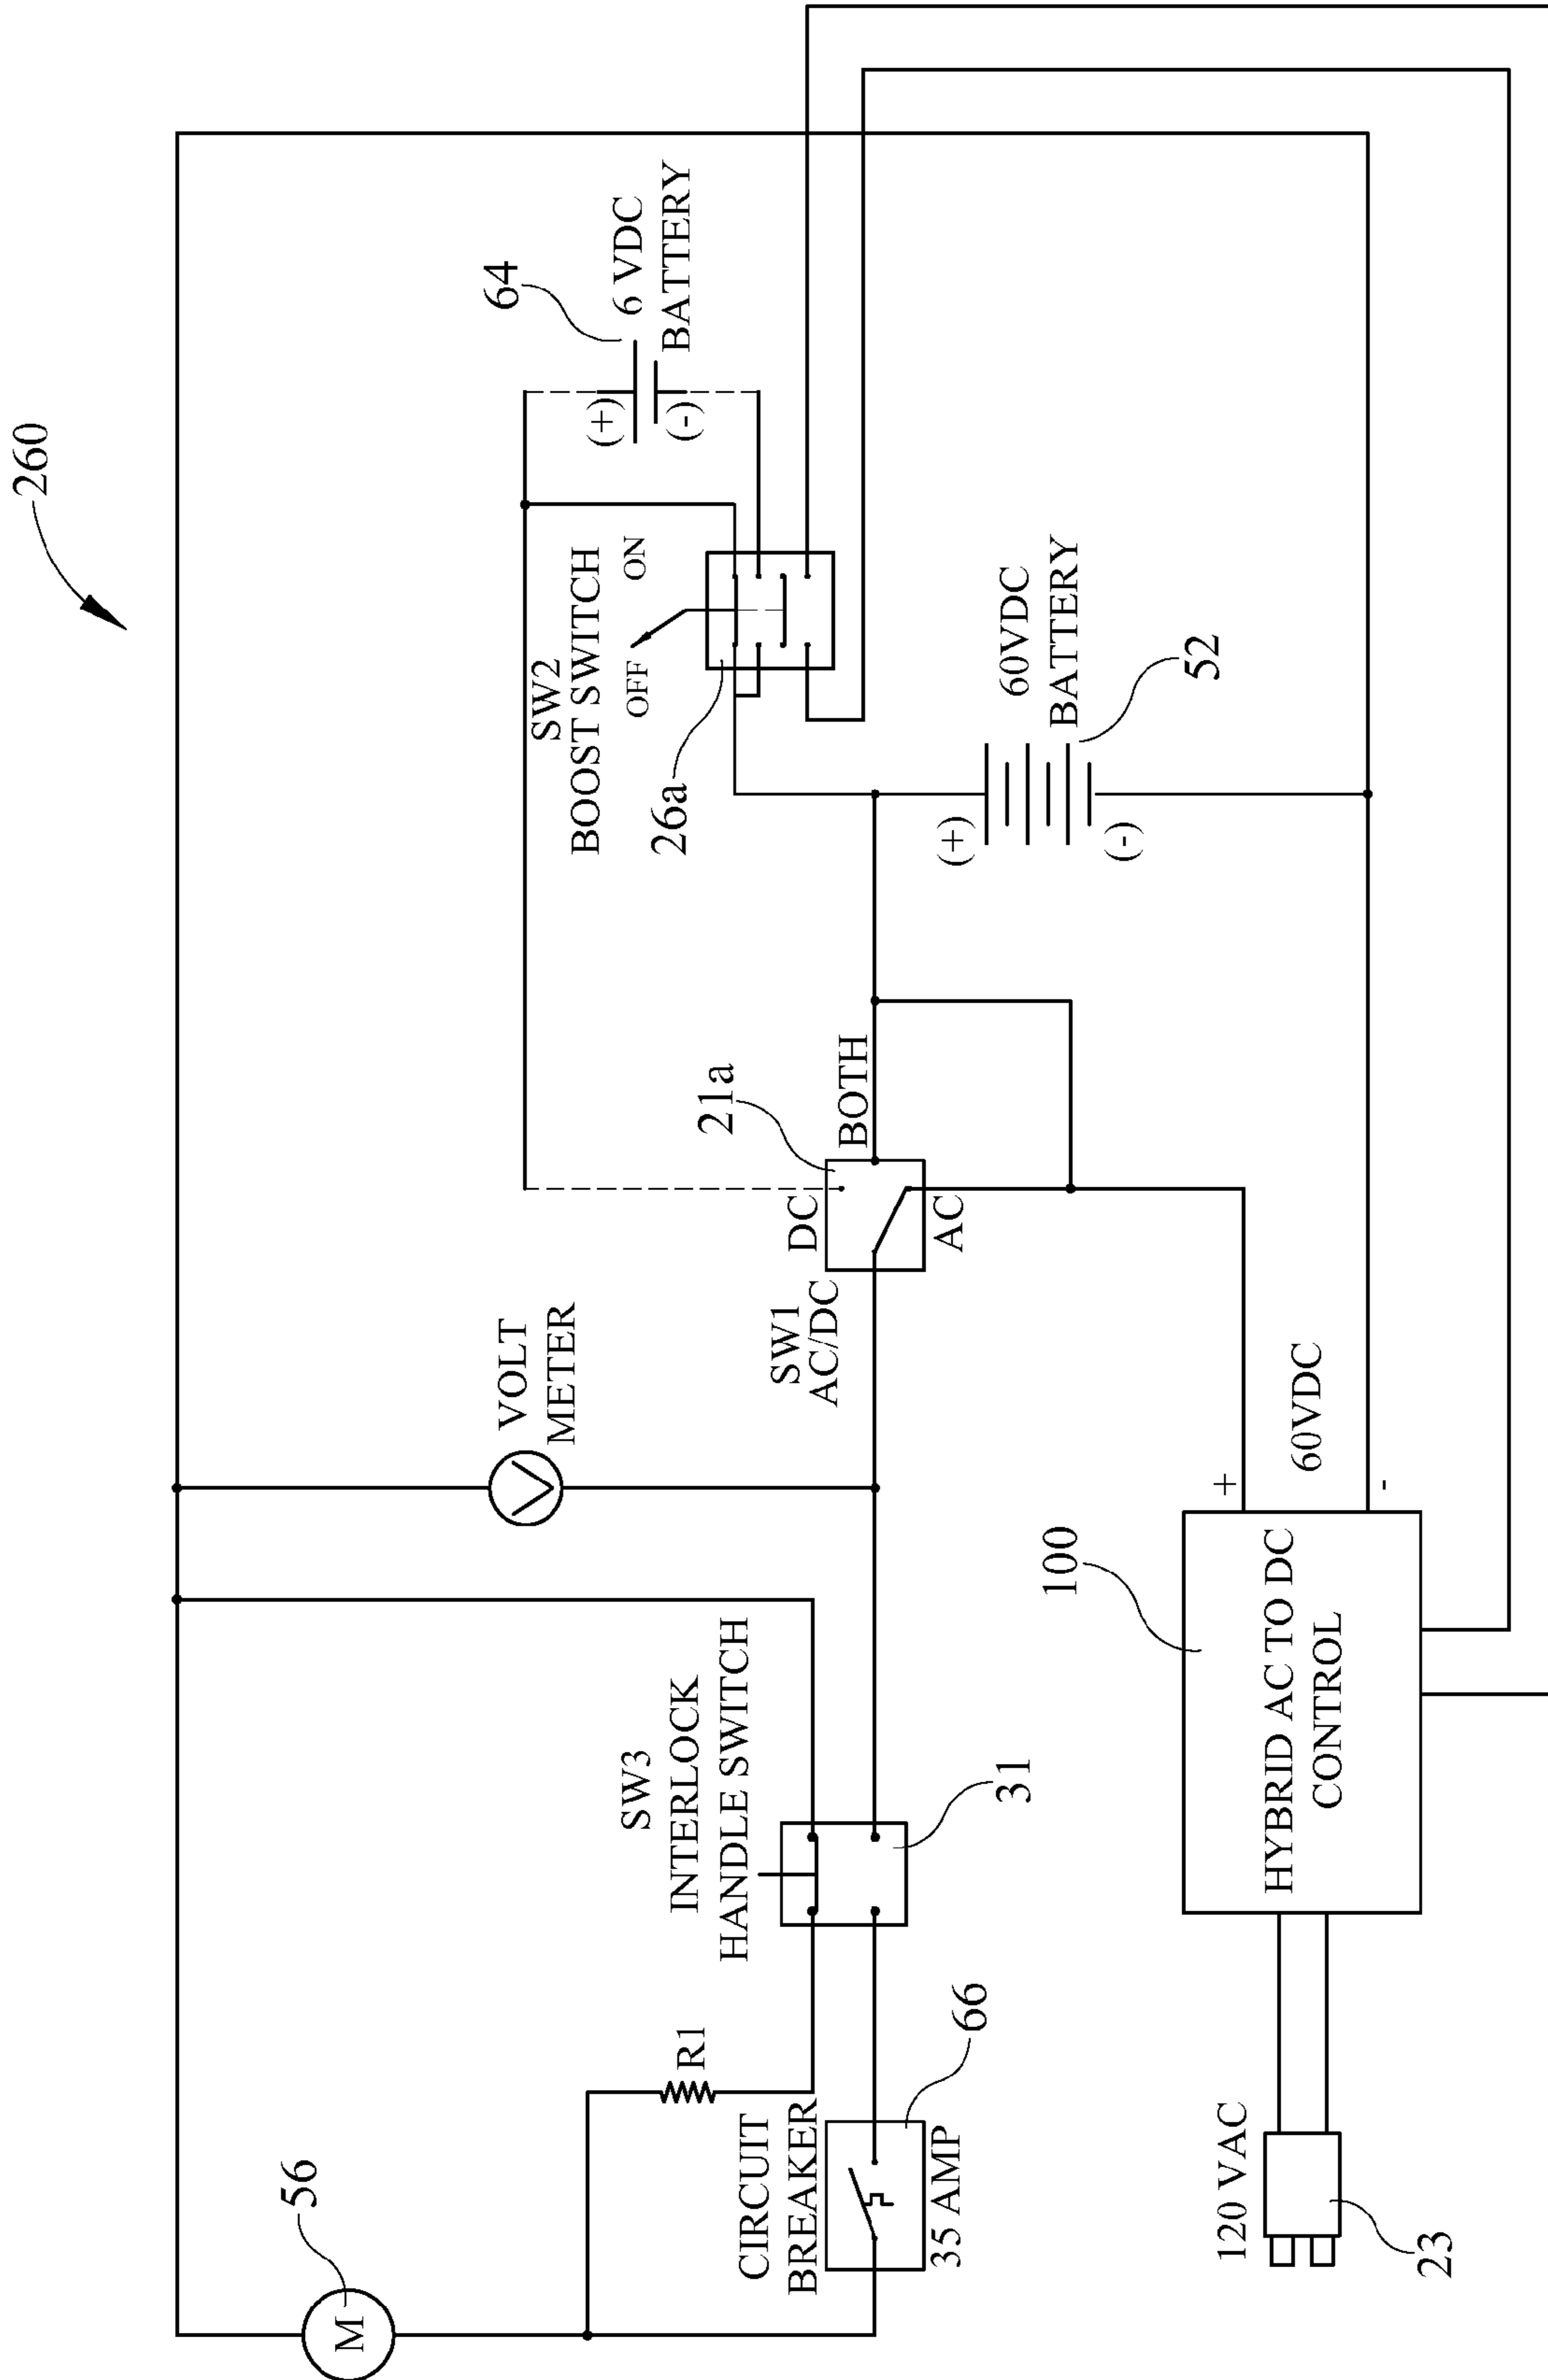 260
56
M
VOLT
METER
64
6 VDC
BATTERY
(+)
(-)
SW2
BOOST SWITCH
OFF
ON
26a
SW3
INTERLOCK
HANDLE SWITCH
R1
31
CIRCUIT
BREAKER
35 AMP
66
SW1
AC/DC
DC
AC
BOTH
21a
60VDC
BATTERY
(+)
(-)
52
120 VAC
23
100
HYBRID AC TO DC
CONTROL
+
60VDC
-